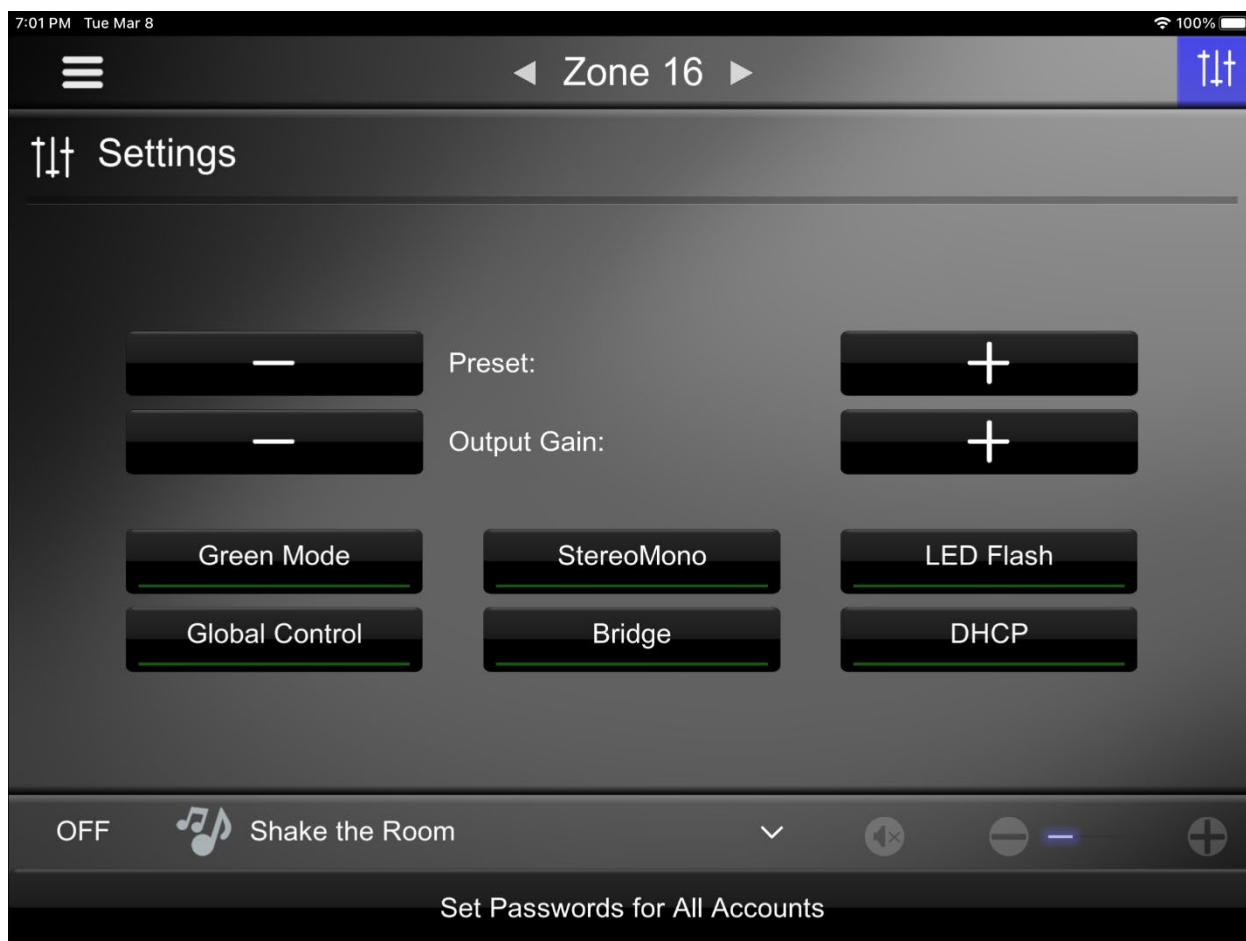 7:01 PM Tue Mar 8 100%
Zone 16
Settings
Preset:
Output Gain:
Green Mode StereoMono LED Flash
Global Control Bridge DHCP
OFF Shake the Room
Set Passwords for All Accounts